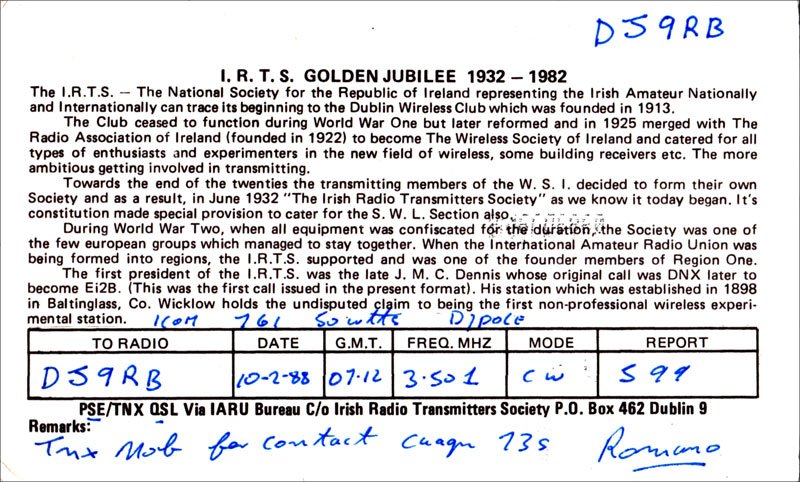 DJ9RB
I. R. T. S. GOLDEN JUBILEE 1932 – 1982
The I.R.T.S. – The National Society for the Republic of Ireland representing the Irish Amateur Nationally
and Internationally can trace its beginning to the Dublin Wireless Club which was founded in 1913.
The Club ceased to function during World War One but later reformed and in 1925 merged with The
Radio Association of Ireland (founded in 1922) to become The Wireless Society of Ireland and catered for all
types of enthusiasts and experimenters in the new field of wireless, some building receivers etc. The more
ambitious getting involved in transmitting.
Towards the end of the twenties the transmitting members of the W. S. I. decided to form their own
Society and as a result, in June 1932 "The Irish Radio Transmitters Society" as we know it today began. It's
constitution made special provision to cater for the S. W. L. Section also.
During World War Two, when all equipment was confiscated for the duration, the Society was one of
the few european groups which managed to stay together. When the International Amateur Radio Union was
being formed into regions, the I.R.T.S. supported and was one of the founder members of Region One.
The first president of the I.R.T.S. was the late J. M. C. Dennis whose original call was DNX later to
become Ei2B. (This was the first call issued in the present format). His station which was established in 1898
in Baltinglass, Co. Wicklow holds the undisputed claim to being the first non-professional wireless experi-
mental station. Icom 761 50 watts Dipole
TO RADIO DATE G.M.T. FREQ. MHZ MODE REPORT
DJ9RB 10-2-88 07.12 3.501 CW 599
PSE/TNX QSL Via IARU Bureau C/o Irish Radio Transmitters Society P.O. Box 462 Dublin 9
Remarks:
Tnx for contact cuagn 73s Romano